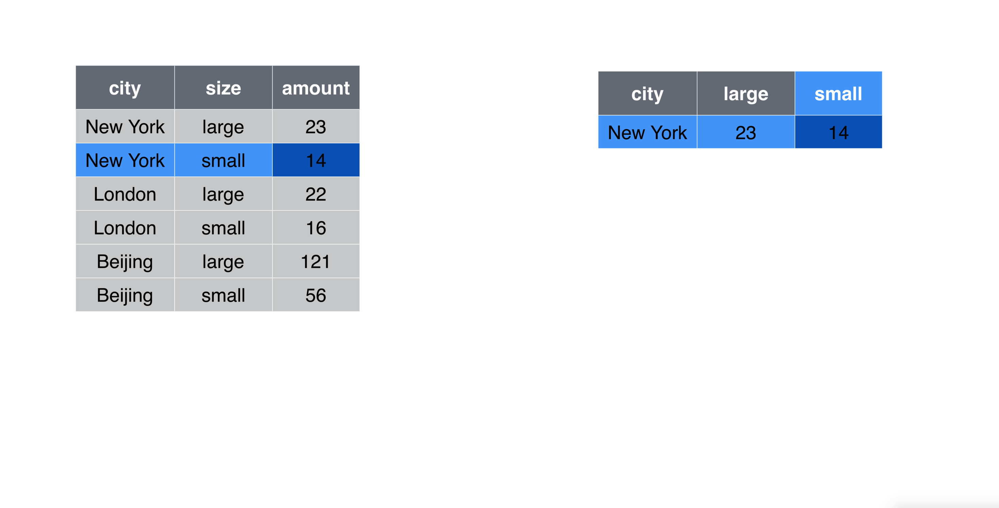 city size amount
New York large 23
New York small 14
London large 22
London small 16
Beijing large 121
Beijing small 56
city large small
New York 23 14